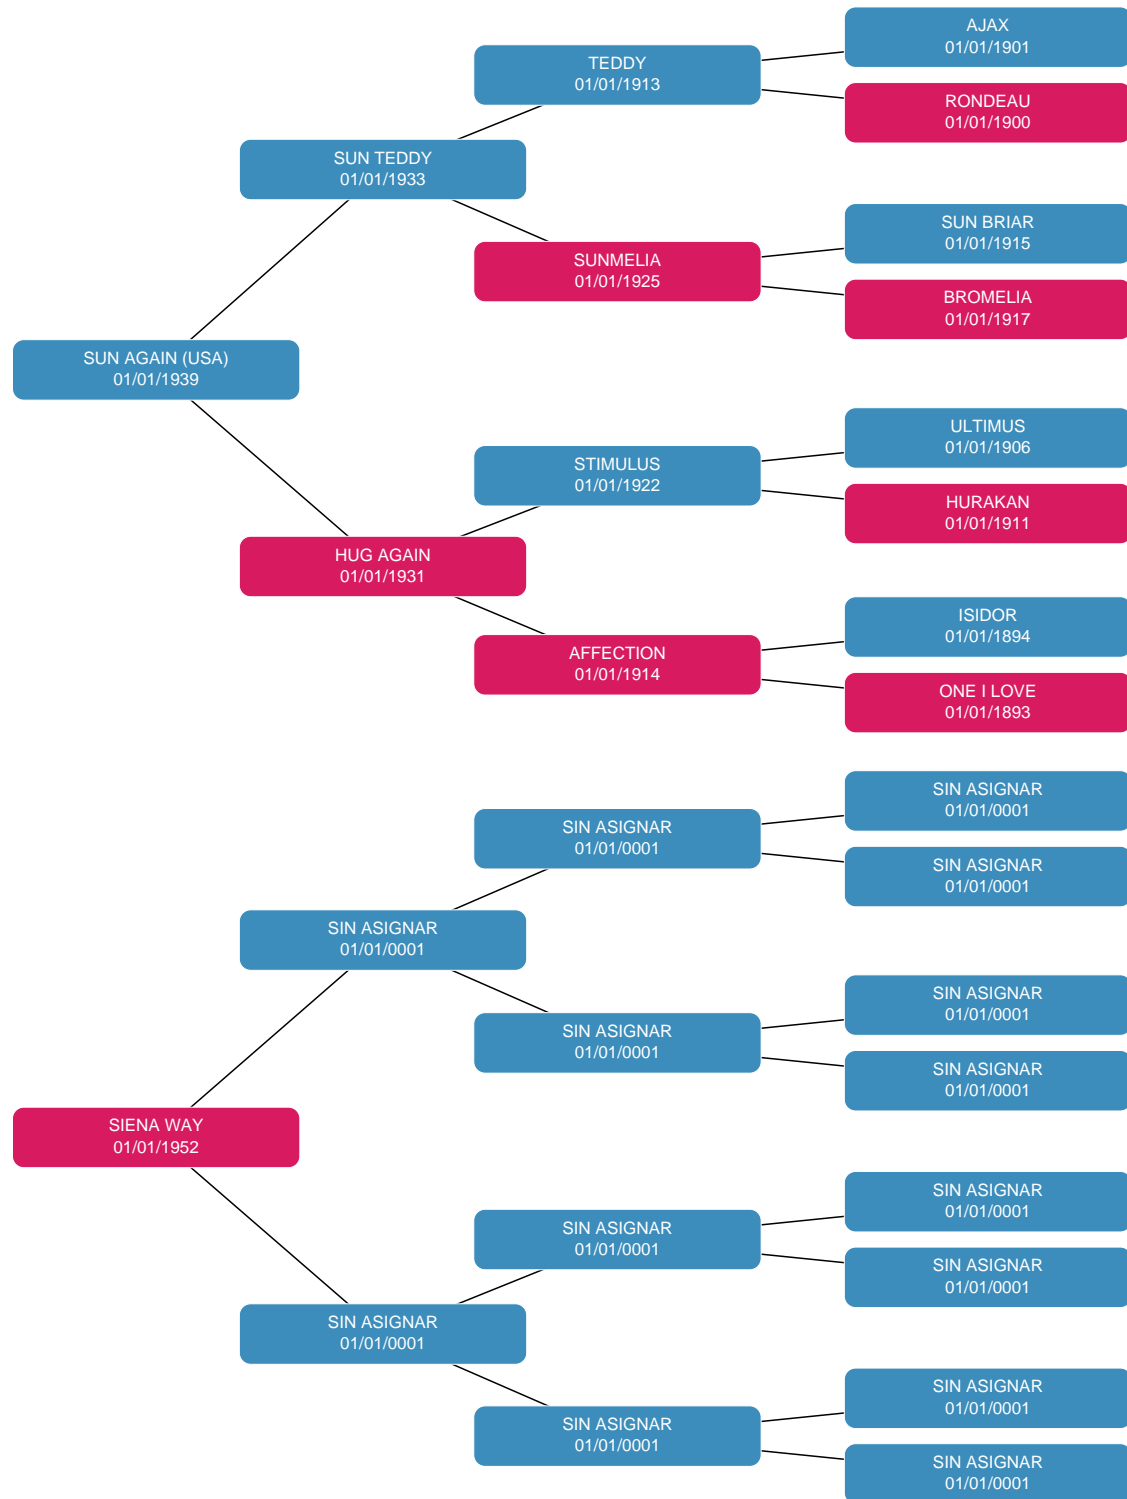 AJAX
01/01/1901
TEDDY
01/01/1913
RONDEAU
01/01/1900
SUN TEDDY
01/01/1933
SUN BRIAR
01/01/1915
SUNMELIA
01/01/1925
BROMELIA
01/01/1917
SUN AGAIN (USA)
01/01/1939
ULTIMUS
01/01/1906
STIMULUS
01/01/1922
HURAKAN
01/01/1911
HUG AGAIN
01/01/1931
ISIDOR
01/01/1894
AFFECTION
01/01/1914
ONE I LOVE
01/01/1893
SIN ASIGNAR
01/01/0001
SIN ASIGNAR
01/01/0001
SIN ASIGNAR
01/01/0001
SIN ASIGNAR
01/01/0001
SIN ASIGNAR
01/01/0001
SIN ASIGNAR
01/01/0001
SIN ASIGNAR
01/01/0001
SIENA WAY
01/01/1952
SIN ASIGNAR
01/01/0001
SIN ASIGNAR
01/01/0001
SIN ASIGNAR
01/01/0001
SIN ASIGNAR
01/01/0001
SIN ASIGNAR
01/01/0001
SIN ASIGNAR
01/01/0001
SIN ASIGNAR
01/01/0001